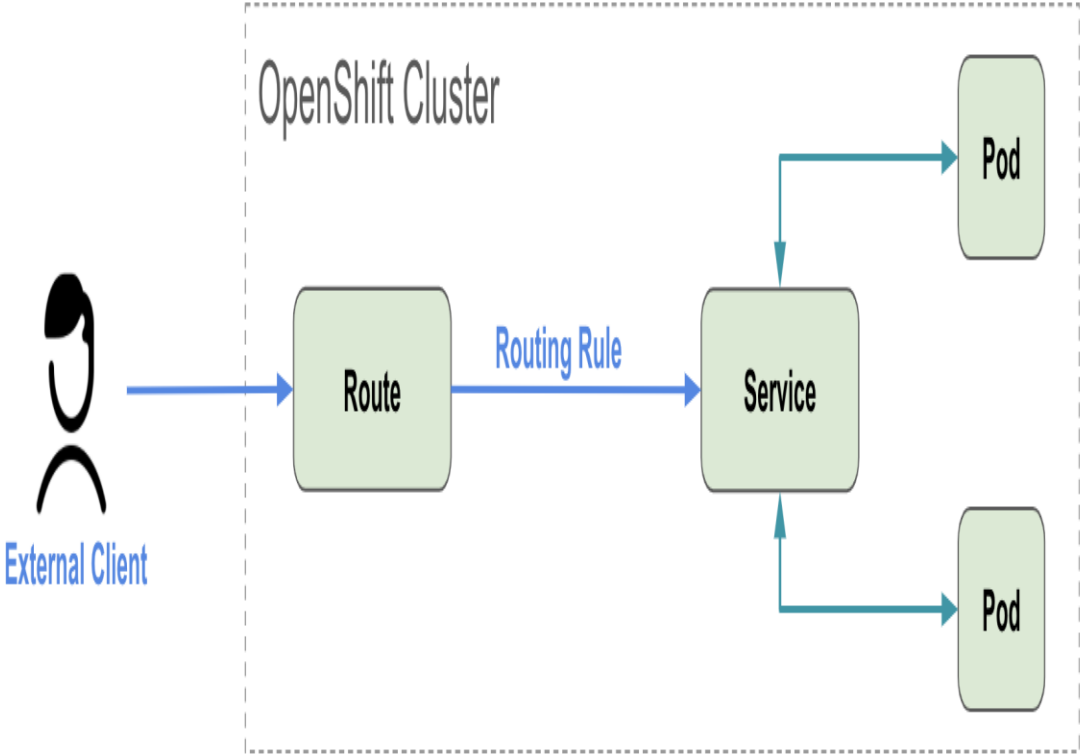 OpenShift Cluster
Pod
Routing Rule
Route
Service
External Client
Pod